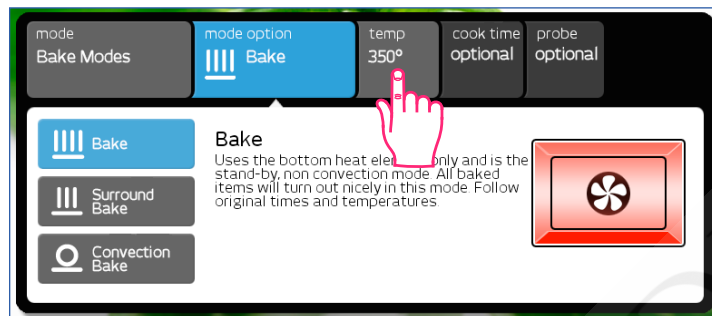 mode
Bake Modes
mode option
Bake
temp
350°
cook time
optional
probe
optional
Bake
Surround
Bake
Convection
Bake
Bake
Uses the bottom heat only and is the
stand-by, non convection mode. All baked
items will turn out nicely in this mode. Follow
original times and temperatures.